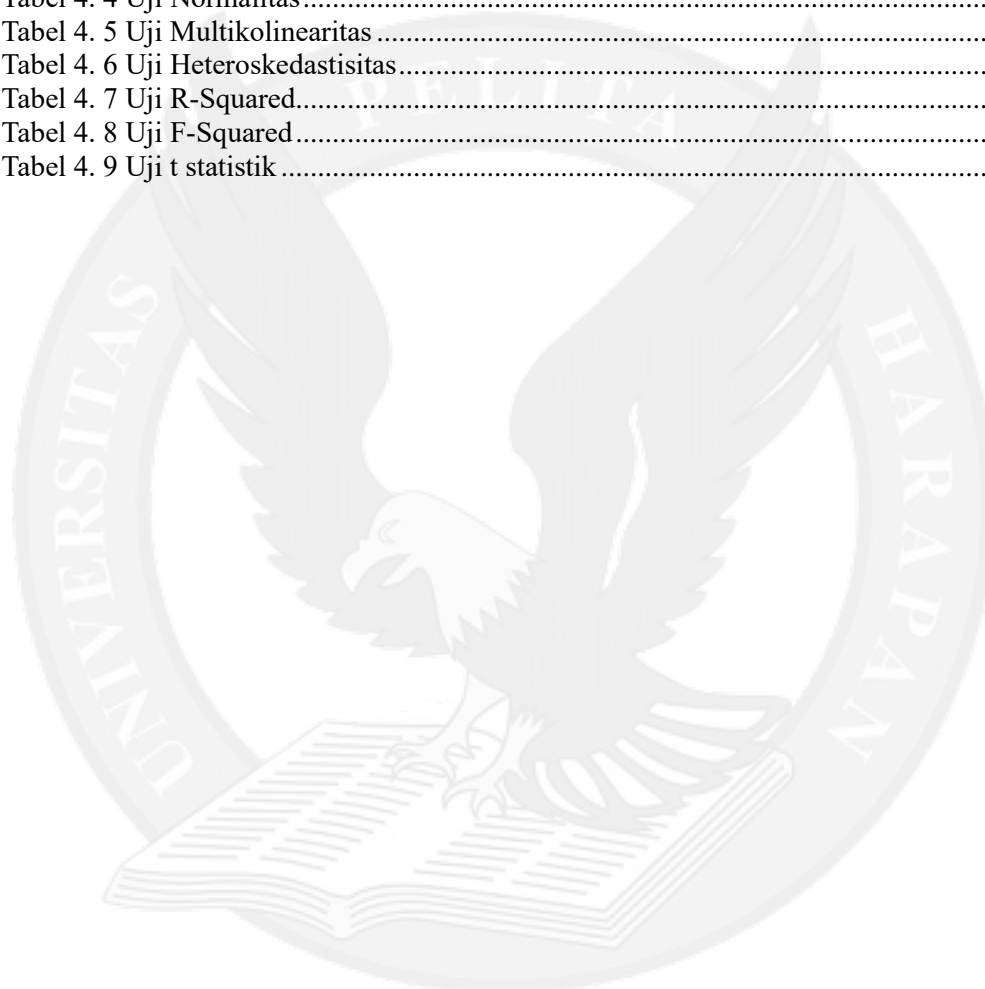 Tabel 4. 4 Uji Normalitas
Tabel 4. 5 Uji Multikolinearitas
Tabel 4. 6 Uji Heteroskedastisitas
Tabel 4. 7 Uji R-Squared
Tabel 4. 8 Uji F-Squared
Tabel 4. 9 Uji t statistik
UNIVERSITAS
PELITA
HARAPAN